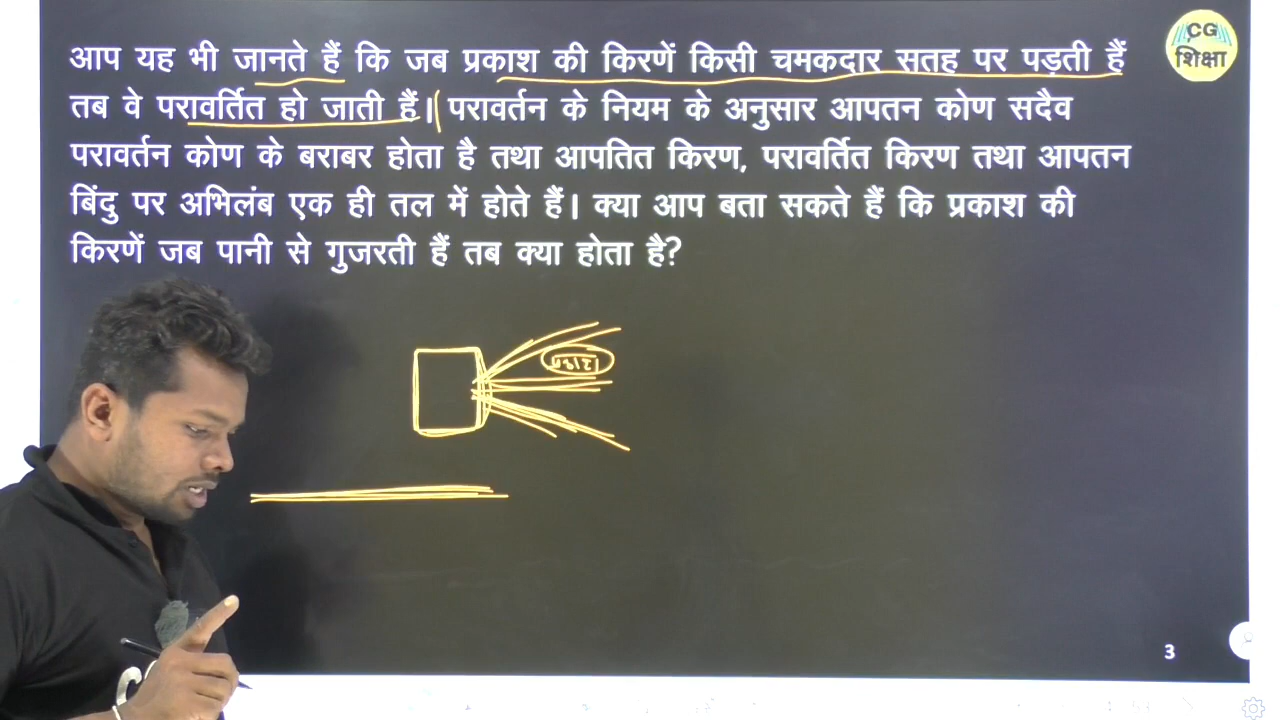 आप यह भी जानते हैं कि जब प्रकाश की किरणें किसी चमकदार सतह पर पड़ती हैं
तब वे परावर्तित हो जाती हैं। परावर्तन के नियम के अनुसार आपतन कोण सदैव
परावर्तन कोण के बराबर होता है तथा आपतित किरण, परावर्तित किरण तथा आपतन
बिंदु पर अभिलंब एक ही तल में होते हैं। क्या आप बता सकते हैं कि प्रकाश की
किरणें जब पानी से गुजरती हैं तब क्या होता है?
CG
शिक्षा
3